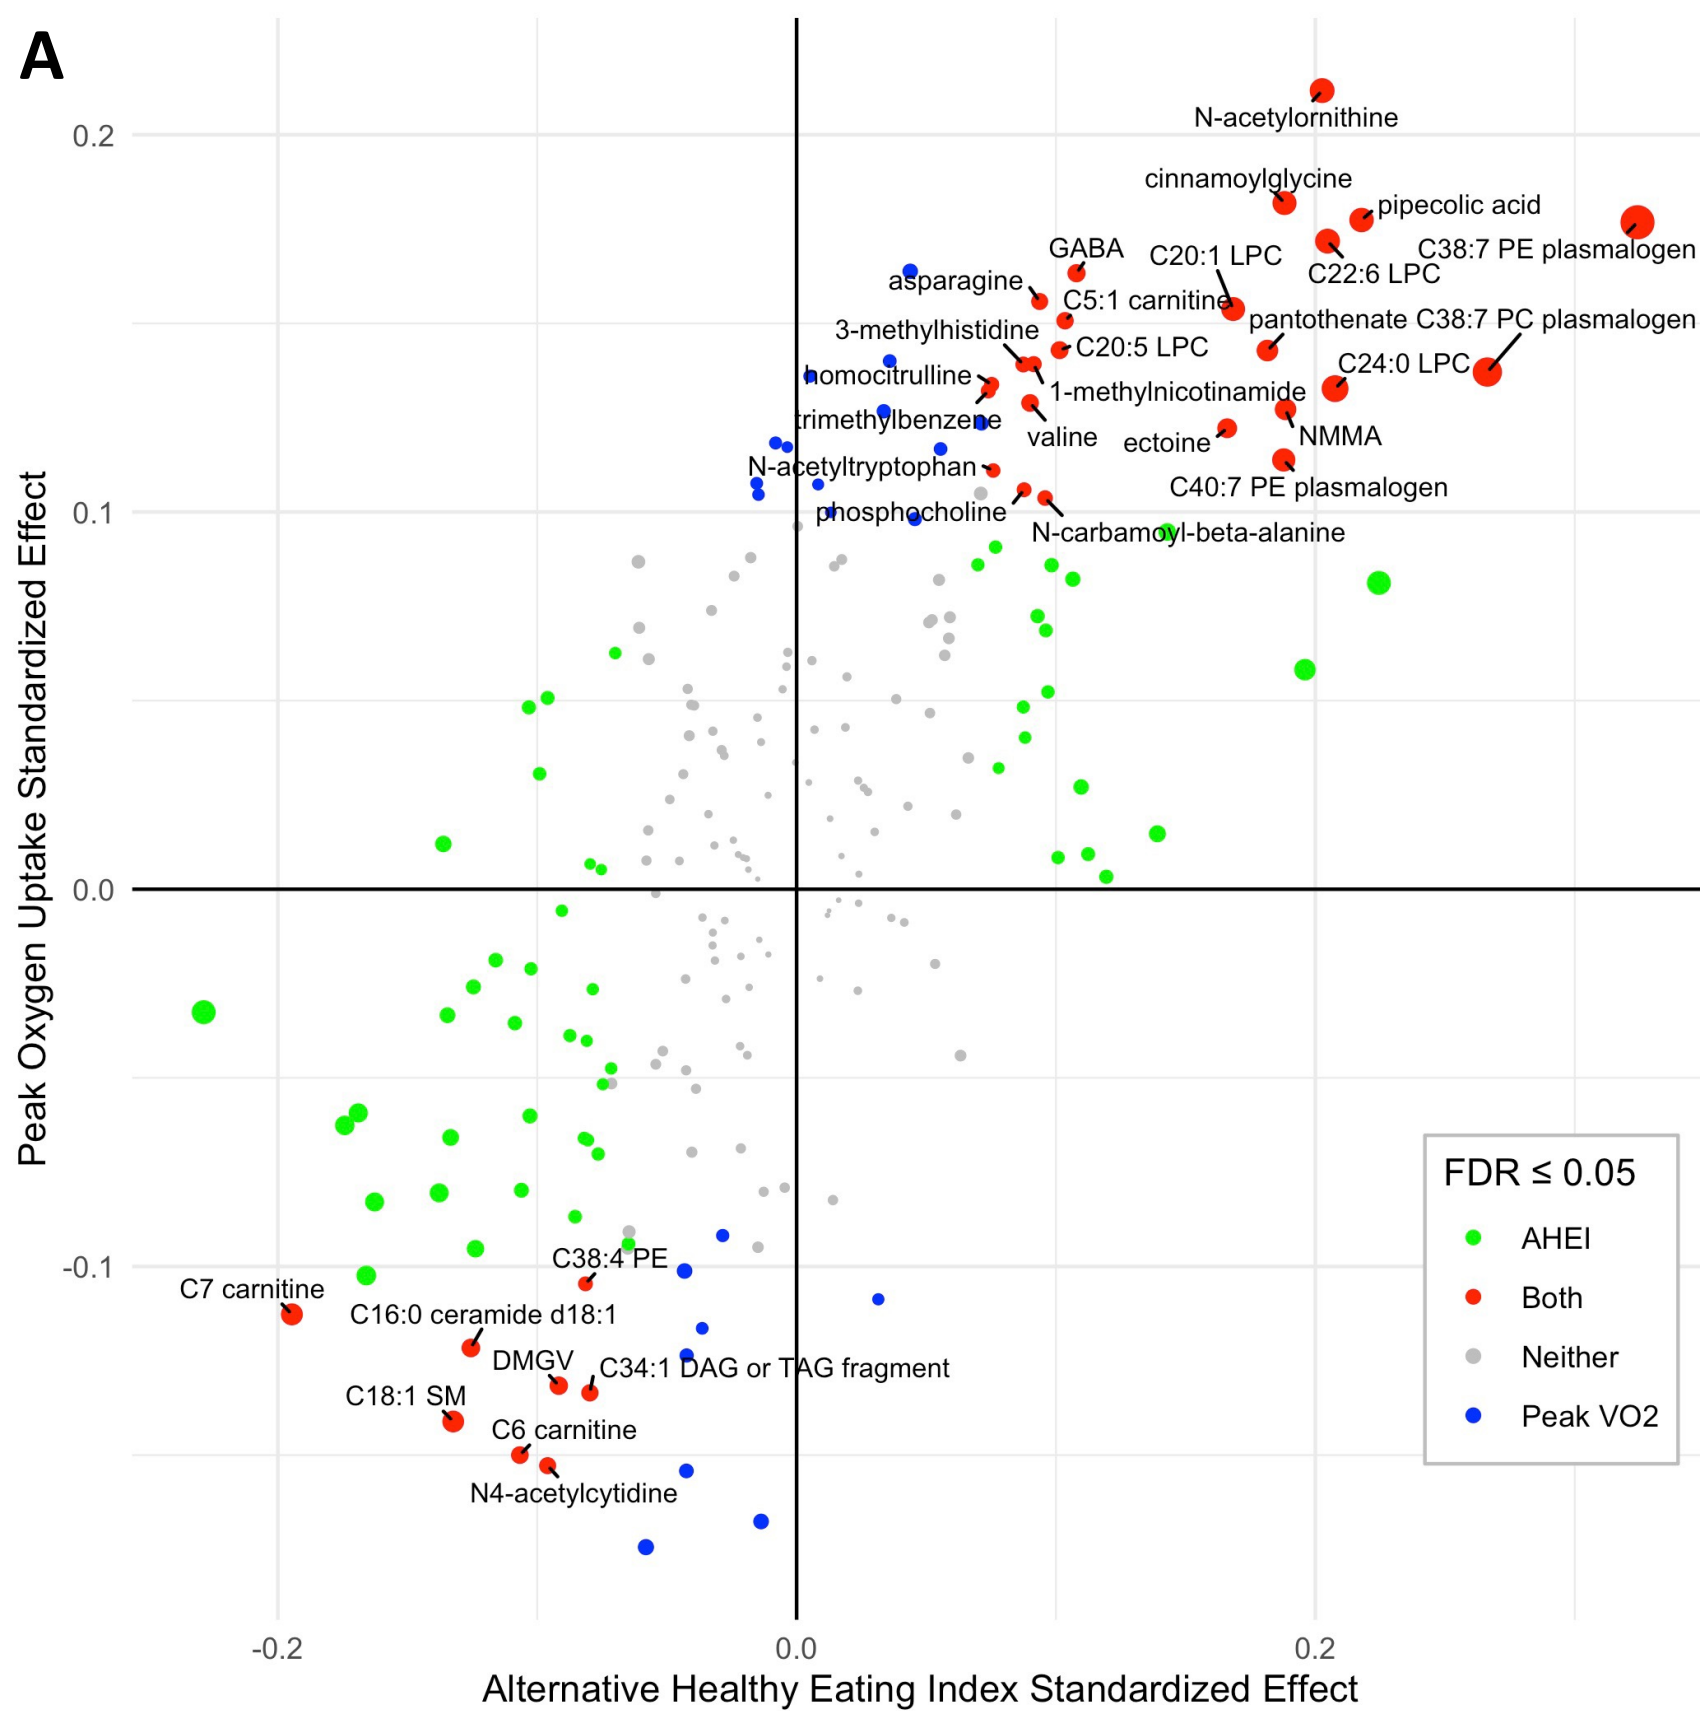 A
N-acetylornithine
cinnamoylglycine
pipecolic acid
C38:7 PE plasmalogen
GABA
C20:1 LPC
C22:6 LPC
asparagine
C5:1 carnitine
3-methylhistidine
pantothenate
C38:7 PC plasmalogen
C20:5 LPC
C24:0 LPC
homocitrulline
1-methylnicotinamide
trimethylbenzene
valine
ectoine
NMMA
N-acetyltryptophan
C40:7 PE plasmalogen
phosphocholine
N-carbamoyl-beta-alanine
C38:4 PE
C7 carnitine
C16:0 ceramide d18:1
DMGV
C34:1 DAG or TAG fragment
C18:1 SM
C6 carnitine
N4-acetylcytidine
0.2
0.1
0.0
-0.1
Peak Oxygen Uptake Standardized Effect
-0.2
0.0
0.2
Alternative Healthy Eating Index Standardized Effect
FDR ≤ 0.05
AHEI
Both
Neither
Peak VO2